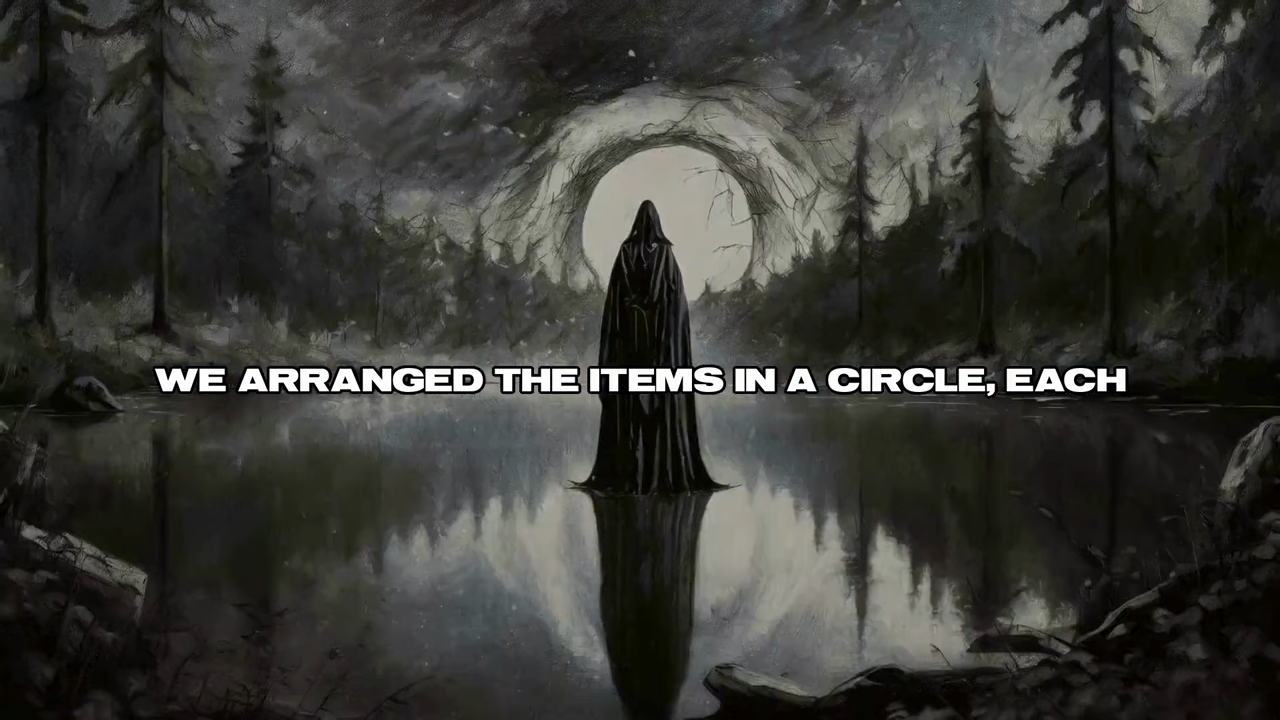 WE ARRANGED THE ITEMS IN A CIRCLE, EACH